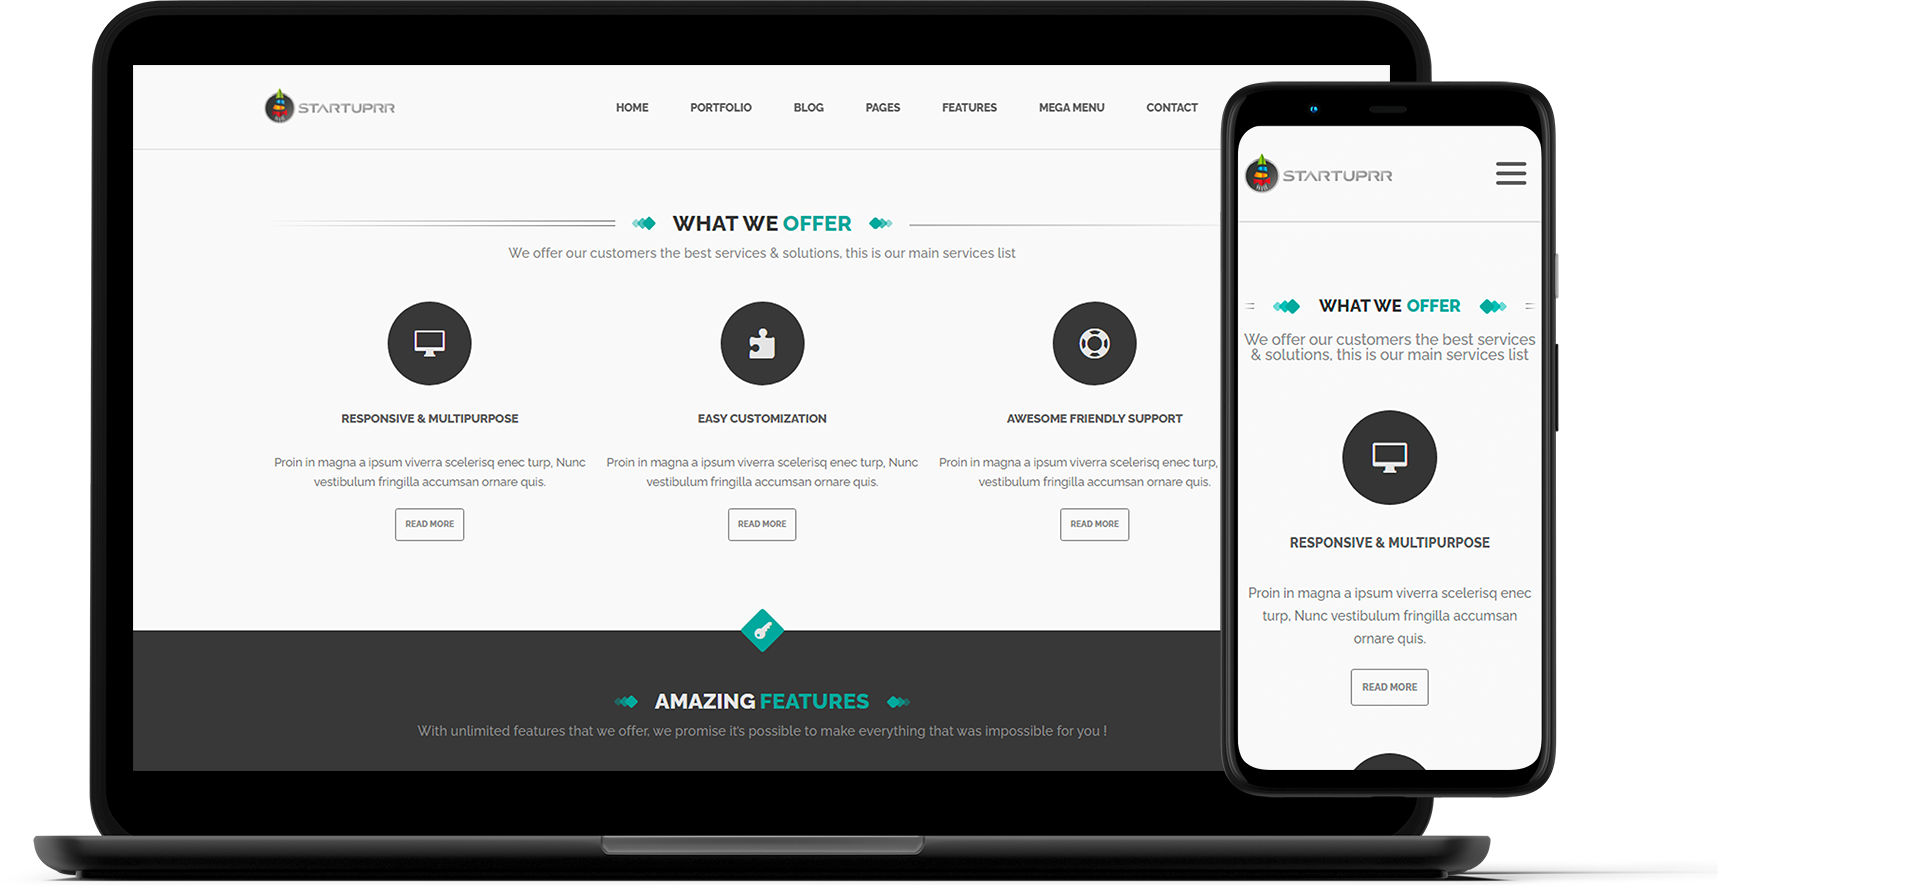 STARTUPRR
HOME PORTFOLIO BLOG PAGES FEATURES MEGA MENU CONTACT
WHAT WE OFFER
We offer our customers the best services & solutions, this is our main services list
RESPONSIVE & MULTIPURPOSE
Proin in magna a ipsum viverra scelerisq enec turp, Nunc
vestibulum fringilla accumsan ornare quis.
READ MORE
EASY CUSTOMIZATION
Proin in magna a ipsum viverra scelerisq enec turp, Nunc
vestibulum fringilla accumsan ornare quis.
READ MORE
AWESOME FRIENDLY SUPPORT
Proin in magna a ipsum viverra scelerisq enec turp,
vestibulum fringilla accumsan ornare quis.
READ MORE
AMAZING FEATURES
With unlimited features that we offer, we promise it's possible to make everything that was impossible for you !
STARTUPRR
WHAT WE OFFER
We offer our customers the best services
& solutions, this is our main services list
RESPONSIVE & MULTIPURPOSE
Proin in magna a ipsum viverra scelerisq enec
turp, Nunc vestibulum fringilla accumsan
ornare quis.
READ MORE